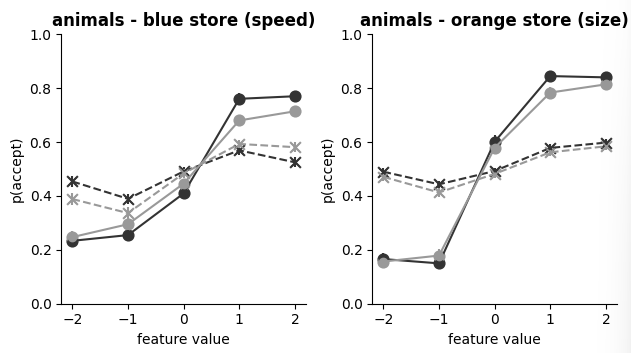 animals - blue store (speed)
1.0
0.8
0.6
0.4
0.2
0.0
p(accept)
−2 −1 0 1 2
feature value
animals - orange store (size)
1.0
0.8
0.6
0.4
0.2
0.0
p(accept)
−2 −1 0 1 2
feature value